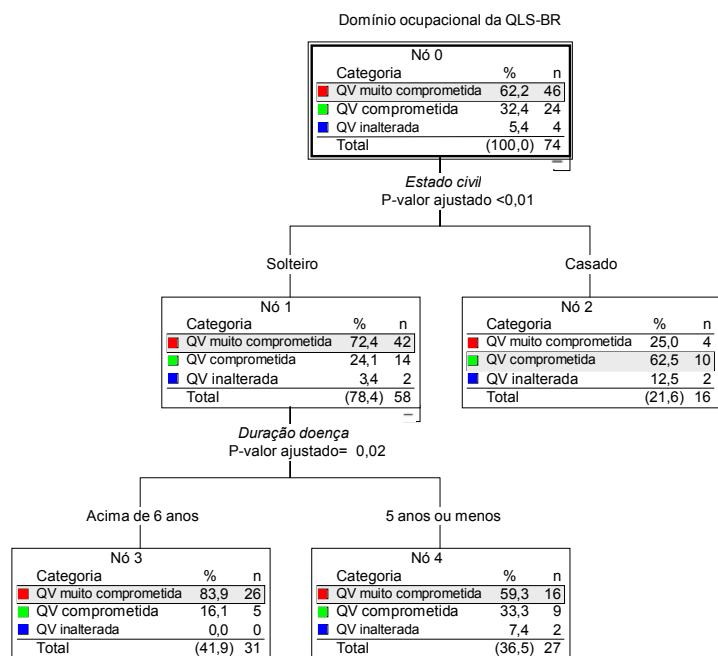 Domínio ocupacional da QLS-BR
Nó 0
Categoria % n
QV muito comprometida 62,2 46
QV comprometida 32,4 24
QV inalterada 5,4 4
Total (100,0) 74
Estado civil
P-valor ajustado <0,01
Solteiro
Casado
Nó 1
Categoria % n
QV muito comprometida 72,4 42
QV comprometida 24,1 14
QV inalterada 3,4 2
Total (78,4) 58
Nó 2
Categoria % n
QV muito comprometida 25,0 4
QV comprometida 62,5 10
QV inalterada 12,5 2
Total (21,6) 16
Duração doença
P-valor ajustado= 0,02
Acima de 6 anos
5 anos ou menos
Nó 3
Categoria % n
QV muito comprometida 83,9 26
QV comprometida 16,1 5
QV inalterada 0,0 0
Total (41,9) 31
Nó 4
Categoria % n
QV muito comprometida 59,3 16
QV comprometida 33,3 9
QV inalterada 7,4 2
Total (36,5) 27